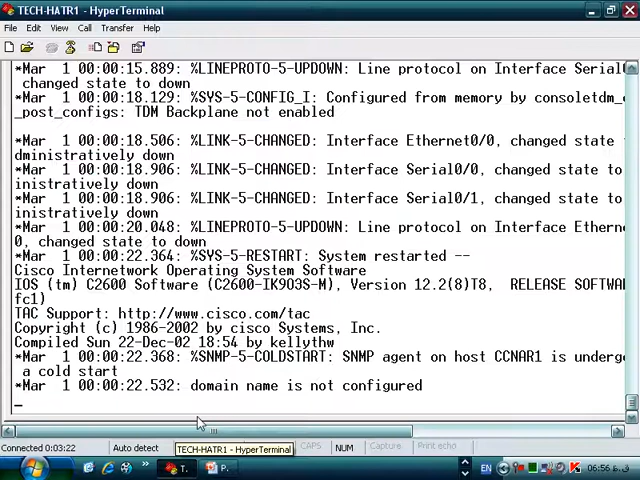 TECH-HATR1 - HyperTerminal
File Edit View Call Transfer Help
*Mar  1 00:00:15.889: %LINEPROTO-5-UPDOWN: Line protocol on Interface Serial0
changed state to down
*Mar  1 00:00:18.129: %SYS-5-CONFIG_I: Configured from memory by consoletdm_c
_post_configs: TDM Backplane not enabled
*Mar  1 00:00:18.506: %LINK-5-CHANGED: Interface Ethernet0/0, changed state
dministratively down
*Mar  1 00:00:18.906: %LINK-5-CHANGED: Interface Serial0/0, changed state to
inistratively down
*Mar  1 00:00:18.906: %LINK-5-CHANGED: Interface Serial0/1, changed state to
inistratively down
*Mar  1 00:00:20.048: %LINEPROTO-5-UPDOWN: Line protocol on Interface Etherne
0, changed state to down
*Mar  1 00:00:22.364: %SYS-5-RESTART: System restarted --
Cisco Internetwork Operating System Software
IOS (tm) C2600 Software (C2600-IK9O3S-M), Version 12.2(8)T8,  RELEASE SOFTWA
fc1)
TAC Support: http://www.cisco.com/tac
Copyright (c) 1986-2002 by cisco Systems, Inc.
Compiled Sun 22-Dec-02 18:54 by kellythw
*Mar  1 00:00:22.368: %SNMP-5-COLDSTART: SNMP agent on host CCNAR1 is underg
a cold start
*Mar  1 00:00:22.532: domain name is not configured
_
Connected 0:03:22 Auto detect TECH-HATR1 - HyperTerminal CAPS NUM Capture Print echo
T. P. EN 06:56